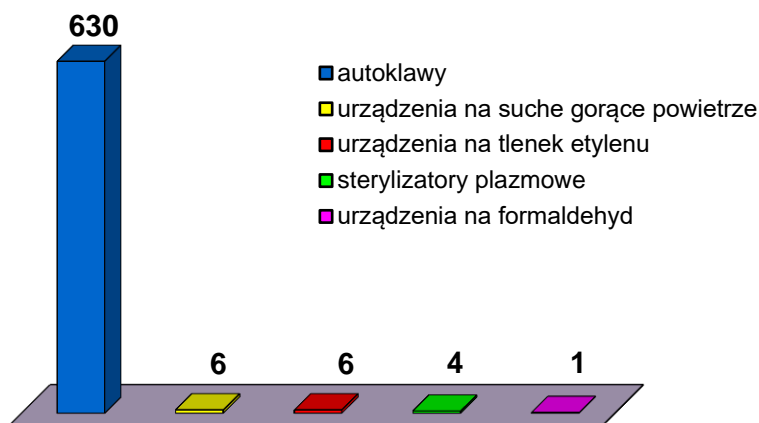 630
autoklawy
urządzenia na suche gorące powietrze
urządzenia na tlenek etylenu
sterylizatory plazmowe
urządzenia na formaldehyd
6 6 4 1